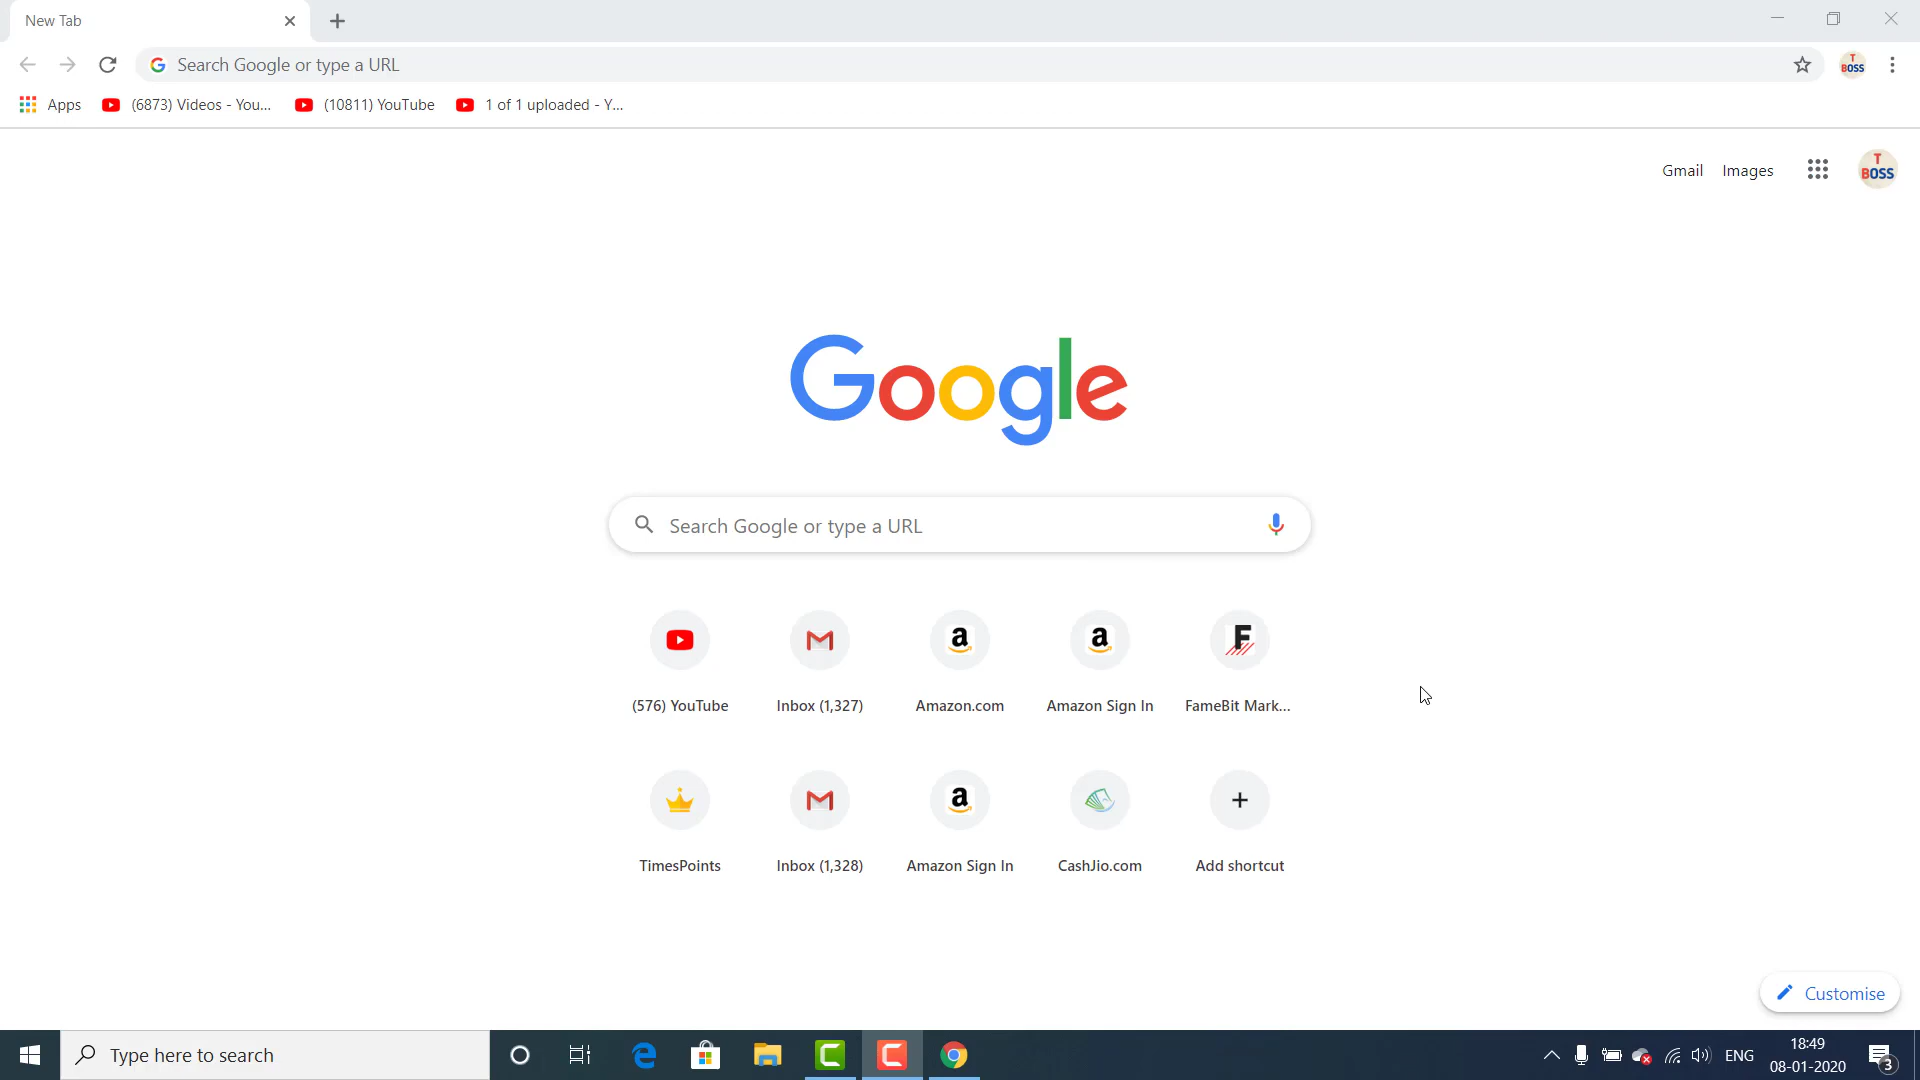 New Tab
Search Google or type a URL
T
BOSS
Apps
(6873) Videos - You...
(10811) YouTube
1 of 1 uploaded - Y...
Gmail
Images
T
BOSS
Google
Search Google or type a URL
(576) YouTube
Inbox (1,327)
Amazon.com
Amazon Sign In
FameBit Mark...
TimesPoints
Inbox (1,328)
Amazon Sign In
CashJio.com
Add shortcut
Customise
Type here to search
ENG
18:49
08-01-2020
3